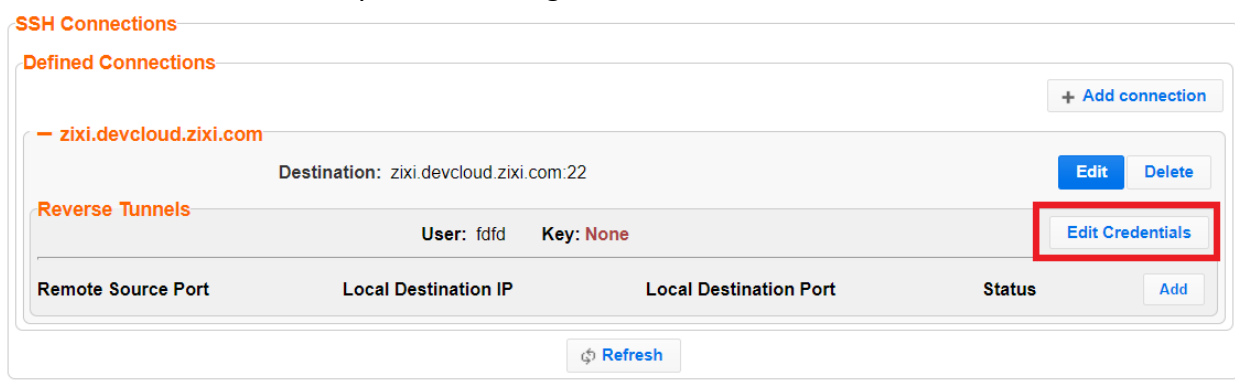 SSH Connections
Defined Connections
+ Add connection
− zixi.devcloud.zixi.com
Destination: zixi.devcloud.zixi.com:22 Edit Delete
Reverse Tunnels
User: fdfd Key: None Edit Credentials
Remote Source Port Local Destination IP Local Destination Port Status Add
Refresh